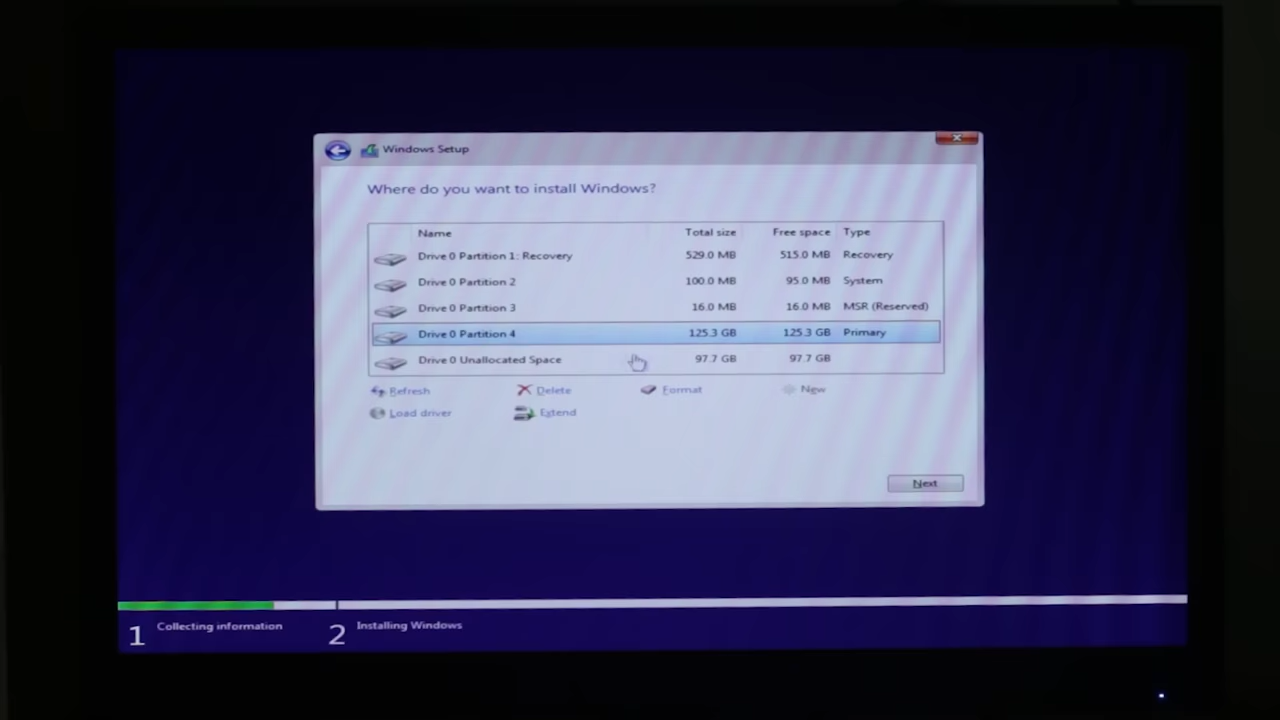 Windows Setup
Where do you want to install Windows?
Name Total size Free space Type
Drive 0 Partition 1: Recovery 529.0 MB 515.0 MB Recovery
Drive 0 Partition 2 100.0 MB 95.0 MB System
Drive 0 Partition 3 16.0 MB 16.0 MB MSR (Reserved)
Drive 0 Partition 4 125.3 GB 125.3 GB Primary
Drive 0 Unallocated Space 97.7 GB 97.7 GB
Refresh Delete Format New
Load driver Extend
Next
1 Collecting information 2 Installing Windows